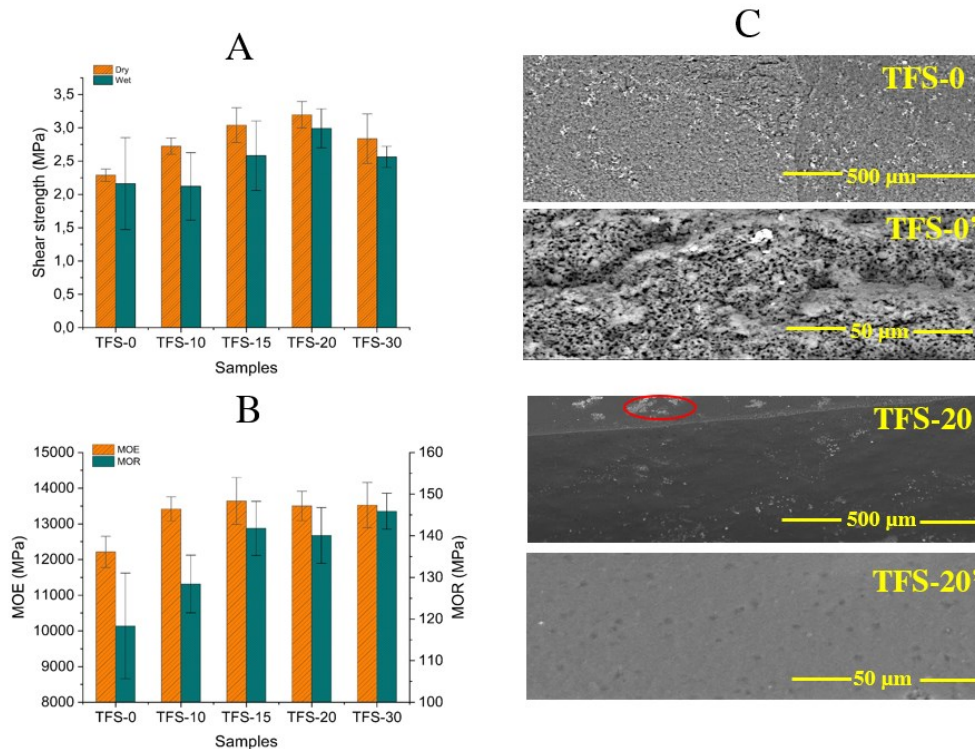 A
Dry
Wet
3,5
3,0
2,5
2,0
1,5
1,0
0,5
0,0
Shear strength (MPa)
TFS-0 TFS-10 TFS-15 TFS-20 TFS-30
Samples
B
MOE
MOR
15000
14000
13000
12000
11000
10000
9000
8000
MOE (MPa)
160
150
140
130
120
110
100
MOR (MPa)
TFS-0 TFS-10 TFS-15 TFS-20 TFS-30
Samples
C
TFS-0
500 µm
TFS-0'
50 µm
TFS-20
500 µm
TFS-20'
50 µm